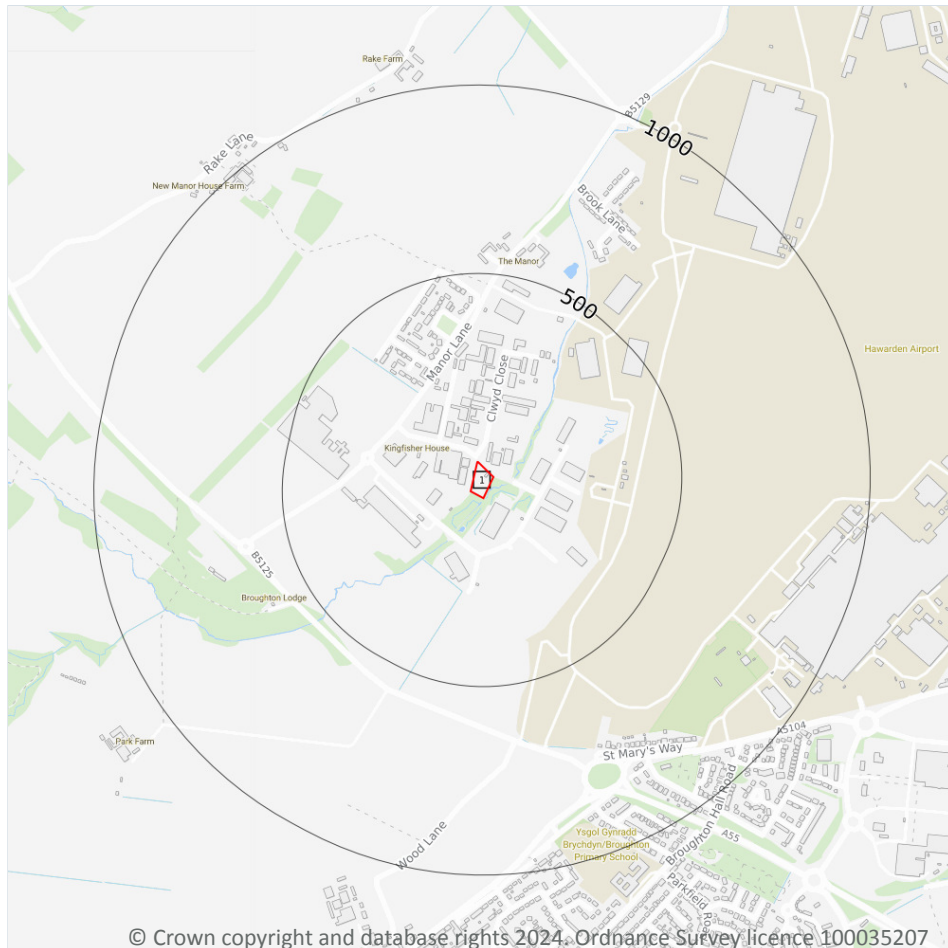 Rake Farm
B5129
1000
Rake Lane
New Manor House Farm
Brook Lane
The Manor
500
Manor Lane
Hawarden Airport
Clwyd Close
Kingfisher House
1
B5125
Broughton Lodge
Park Farm
A5104
St Mary's Way
Broughton Hall Road
Wood Lane
Ysgol Gynradd
Brychdyn/Broughton
Primary School
A55
Parkfield Ro
© Crown copyright and database rights 2024. Ordnance Survey licence 100035207